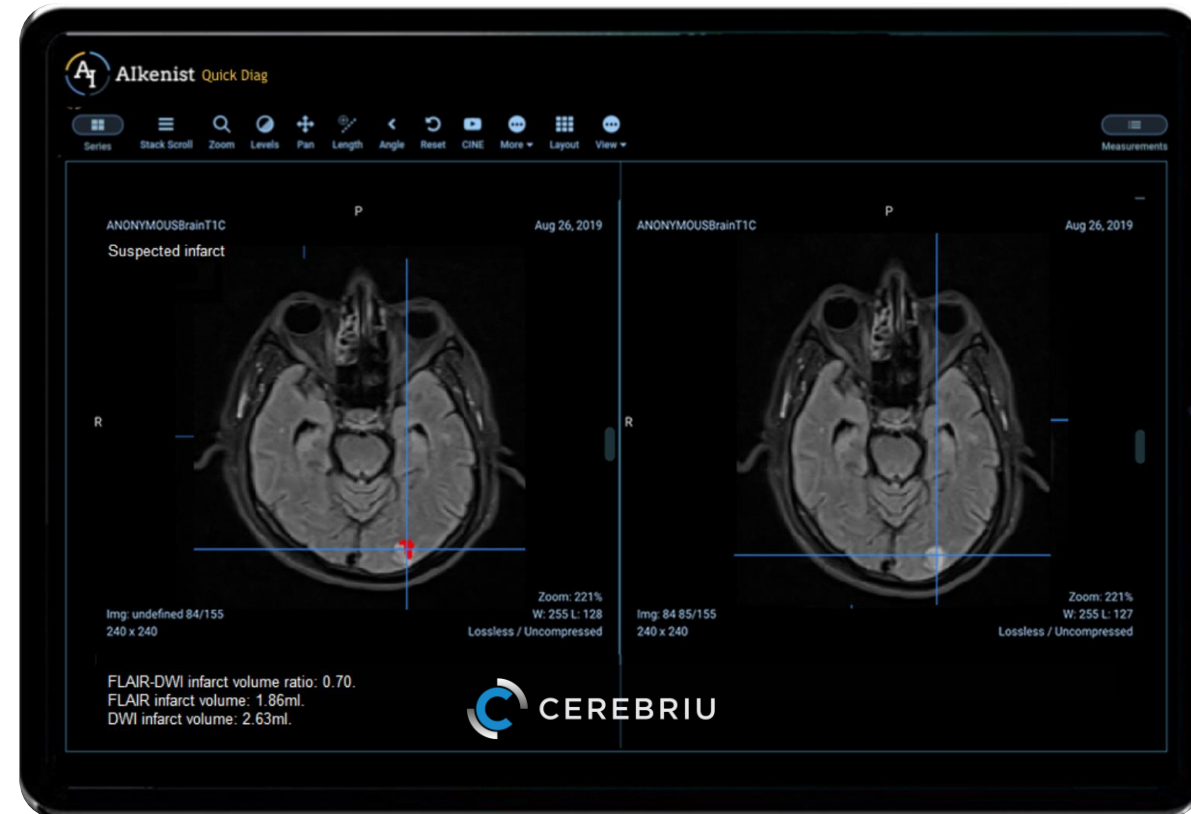 AI AIkenist Quick Diag
Series Stack Scroll Zoom Levels Pan Length Angle Reset CINE More Layout View Measurements
P P
ANONYMOUSBrainT1C Aug 26, 2019 ANONYMOUSBrainT1C Aug 26, 2019
Suspected infarct
R R
Zoom: 221% Zoom: 221%
Img: undefined 84/155 W: 255 L: 128 Img: 84 85/155 W: 255 L: 127
240 x 240 Lossless / Uncompressed 240 x 240 Lossless / Uncompressed
FLAIR-DWI infarct volume ratio: 0.70.
FLAIR infarct volume: 1.86ml.
DWI infarct volume: 2.63ml.
C CEREBRIU